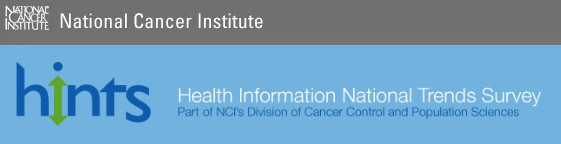 NATIONAL
CANCER
INSTITUTE
National Cancer Institute
hints
Health Information National Trends Survey
Part of NCI's Division of Cancer Control and Population Sciences